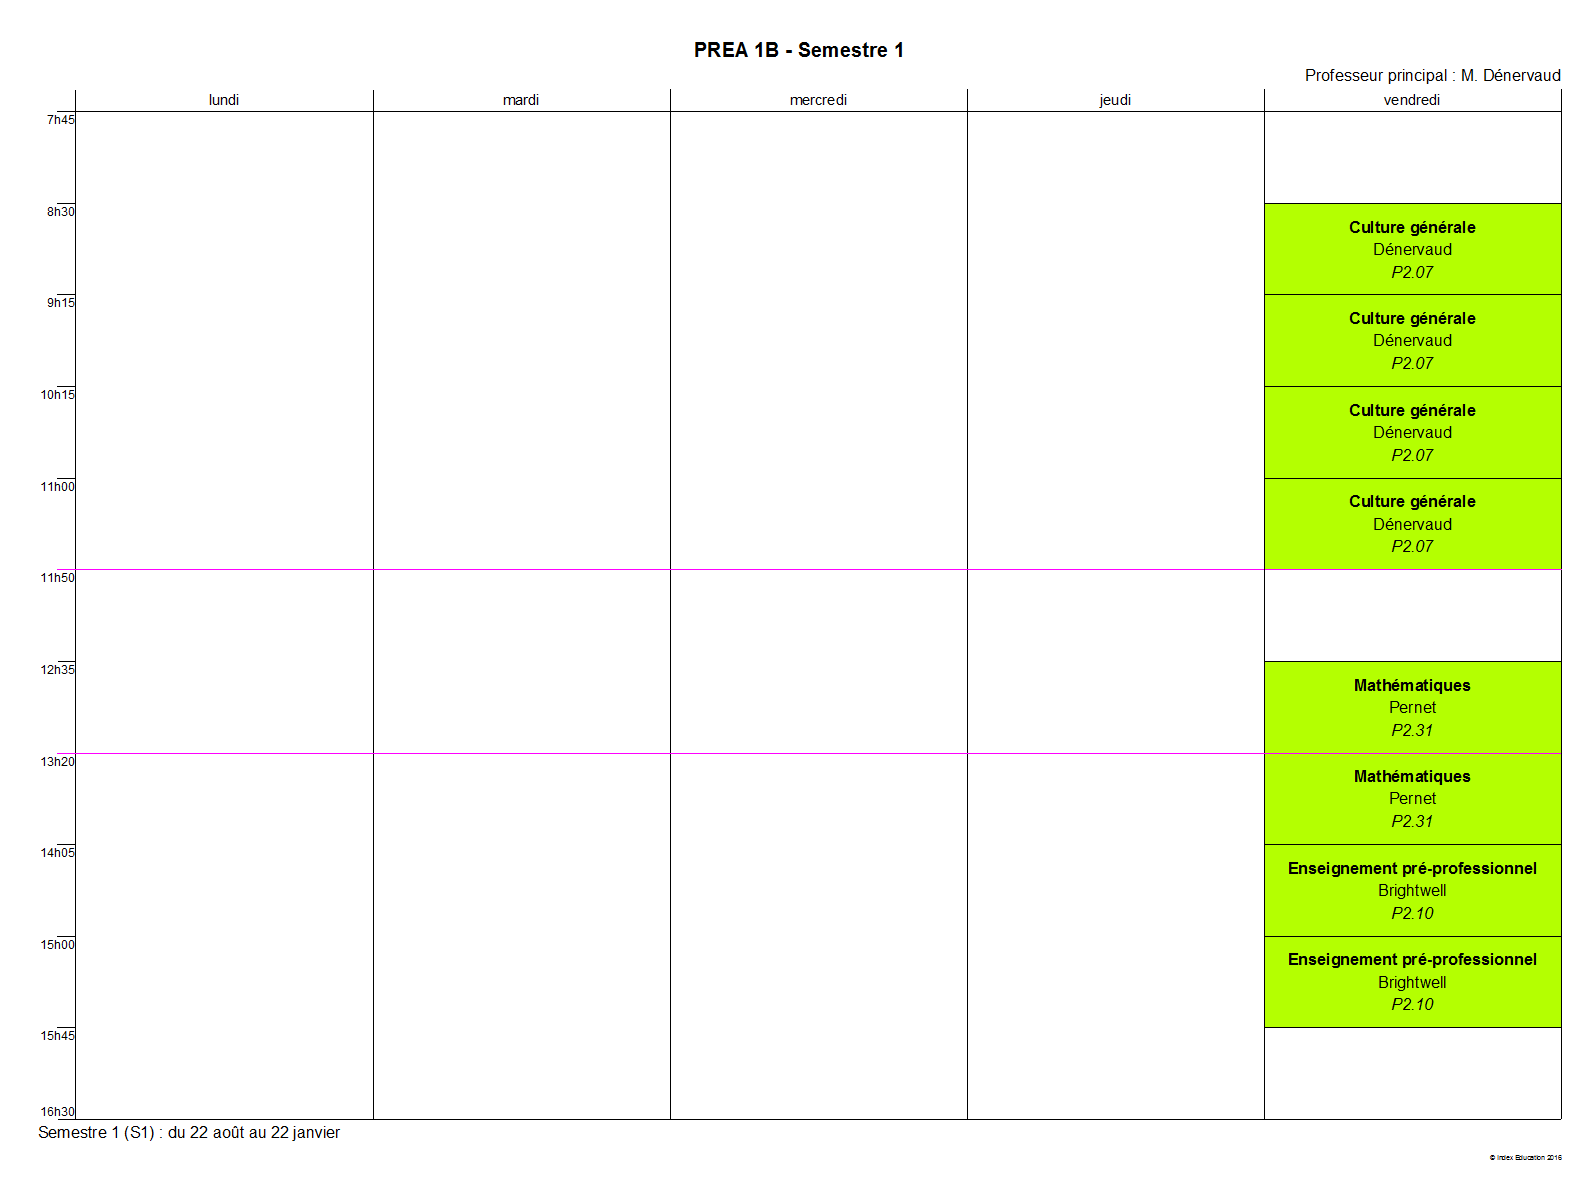 PREA 1B - Semestre 1
Professeur principal : M. Dénervaud
lundi
mardi
mercredi
jeudi
vendredi
7h45
8h30
Culture générale
Dénervaud
P2.07
9h15
Culture générale
Dénervaud
P2.07
10h15
Culture générale
Dénervaud
P2.07
11h00
Culture générale
Dénervaud
P2.07
11h50
12h35
Mathématiques
Pernet
P2.31
13h20
Mathématiques
Pernet
P2.31
14h05
Enseignement pré-professionnel
Brightwell
P2.10
15h00
Enseignement pré-professionnel
Brightwell
P2.10
15h45
16h30
Semestre 1 (S1) : du 22 août au 22 janvier
© Index Education 2016